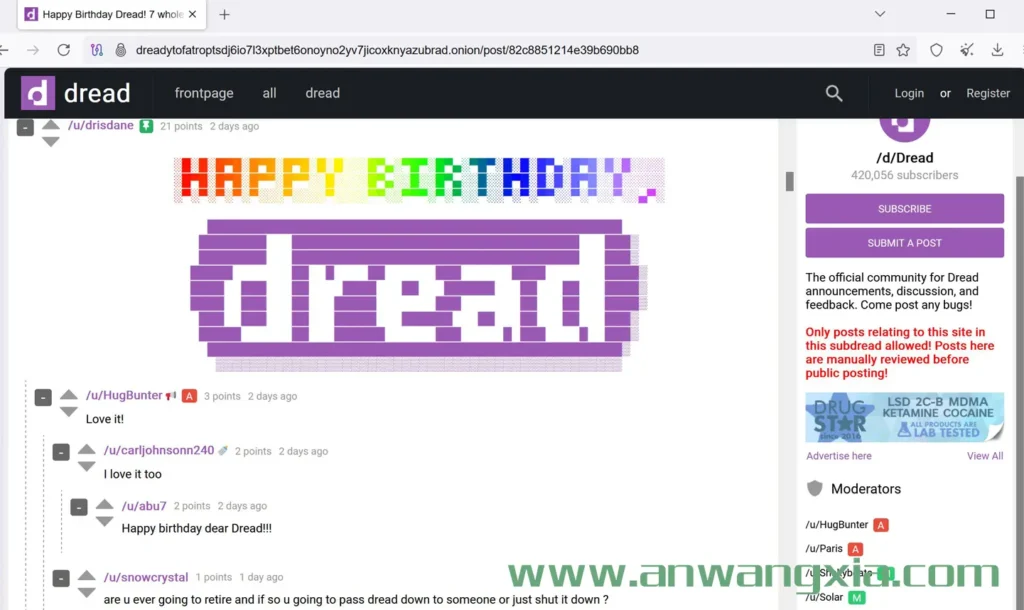 Happy Birthday Dread! 7 whole
dreadytofatroptsdj6io7l3xptbet6onoyno2yv7jicoxknyazubrad.onion/post/82c8851214e39b690bb8
d dread frontpage all dread Login or Register
/u/drisdane 21 points 2 days ago
HAPPY BIRTHDAY,
dread
/u/HugBunter A 3 points 2 days ago
Love it!
/u/carljohnsonn240 2 points 2 days ago
I love it too
/u/abu7 2 points 2 days ago
Happy birthday dear Dread!!!
/u/snowcrystal 1 points 1 day ago
are u ever going to retire and if so u going to pass dread down to someone or just shut it down ?
/d/Dread
420,056 subscribers
SUBSCRIBE
SUBMIT A POST
The official community for Dread
announcements, discussion, and
feedback. Come post any bugs!
Only posts relating to this site in
this subdread allowed! Posts here
are manually reviewed before
public posting!
DRUG STAR since 2016
LSD 2C-B MDMA
KETAMINE COCAINE
ALL PRODUCTS ARE
LAB TESTED
Advertise here View All
Moderators
/u/HugBunter A
/u/Paris A
/u/Solar M
www.anwangxia.com